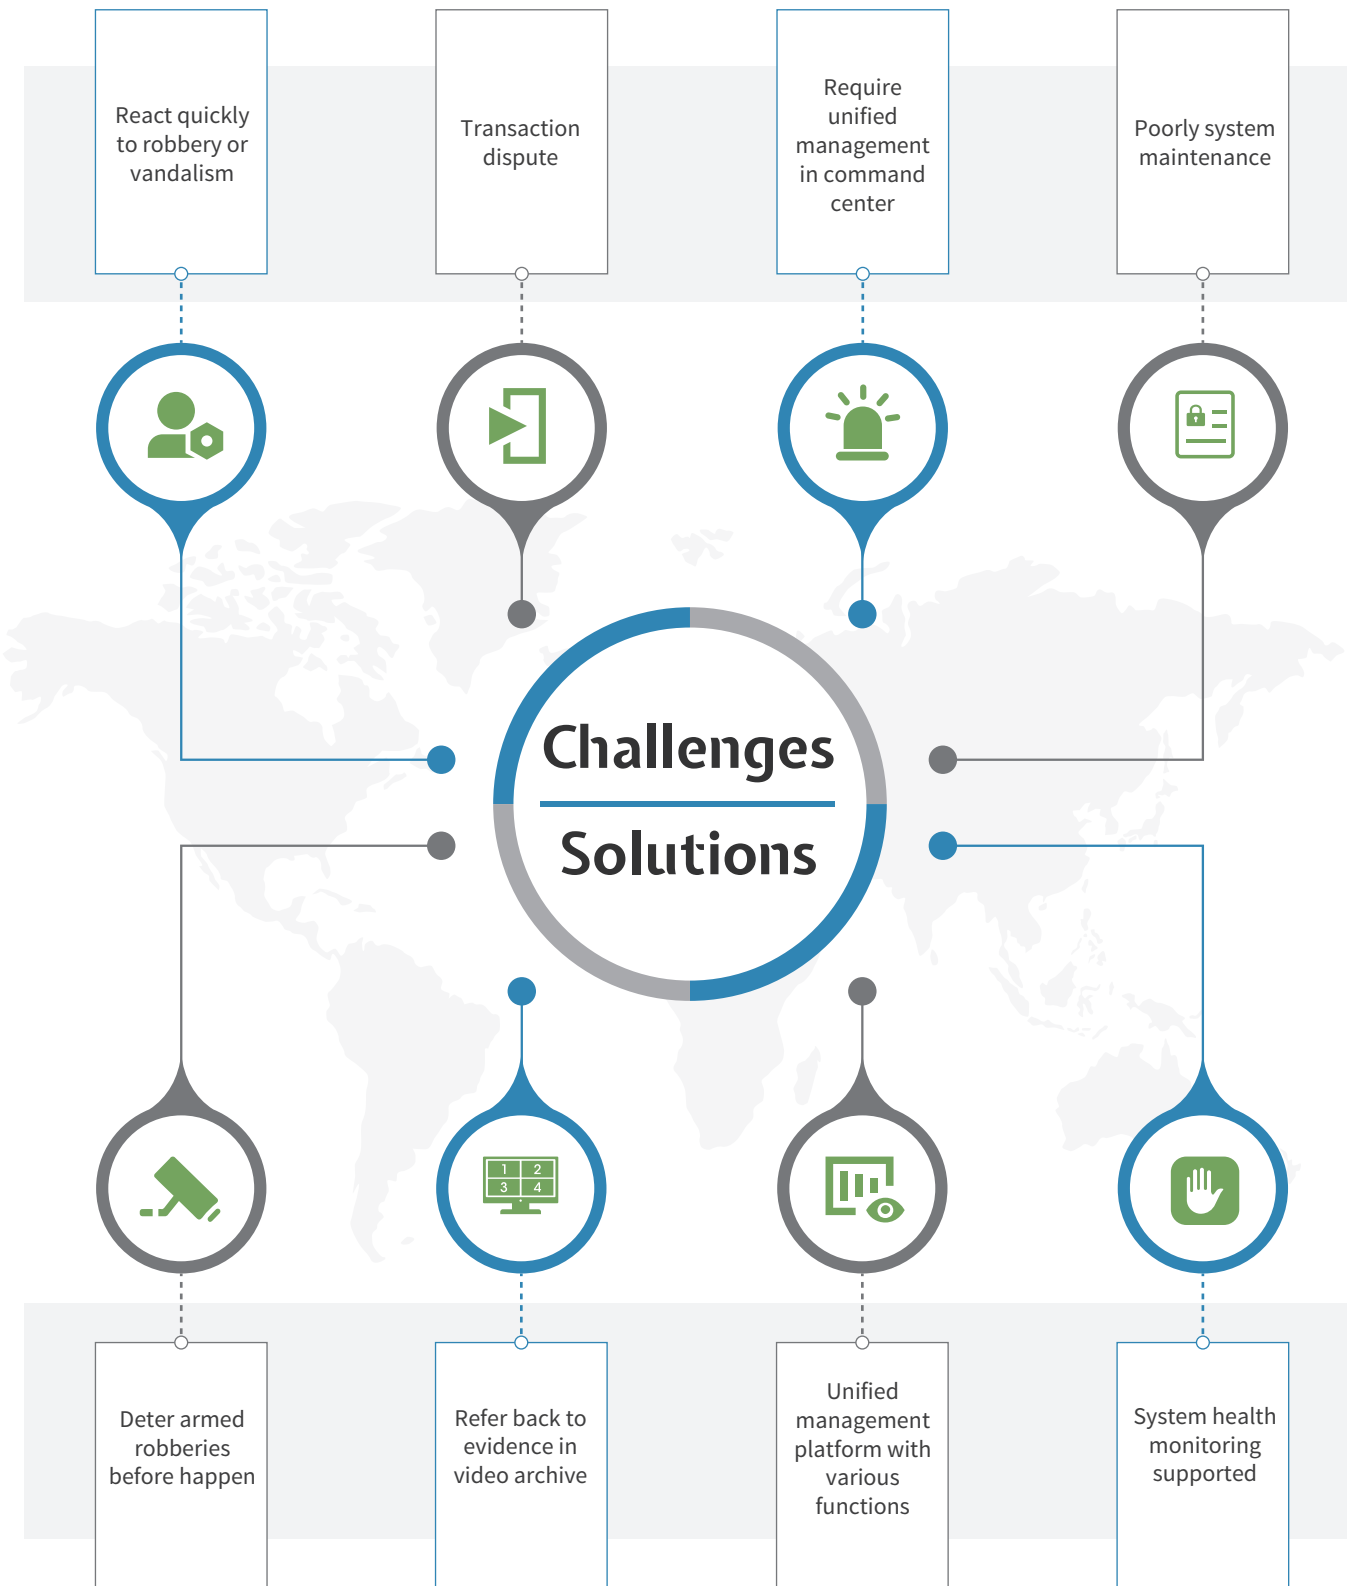 React quickly
to robbery or
vandalism
Transaction
dispute
Require
unified
management
in command
center
Poorly system
maintenance
Challenges
Solutions
1 2
3 4
Deter armed
robberies
before happen
Refer back to
evidence in
video archive
Unified
management
platform with
various
functions
System health
monitoring
supported